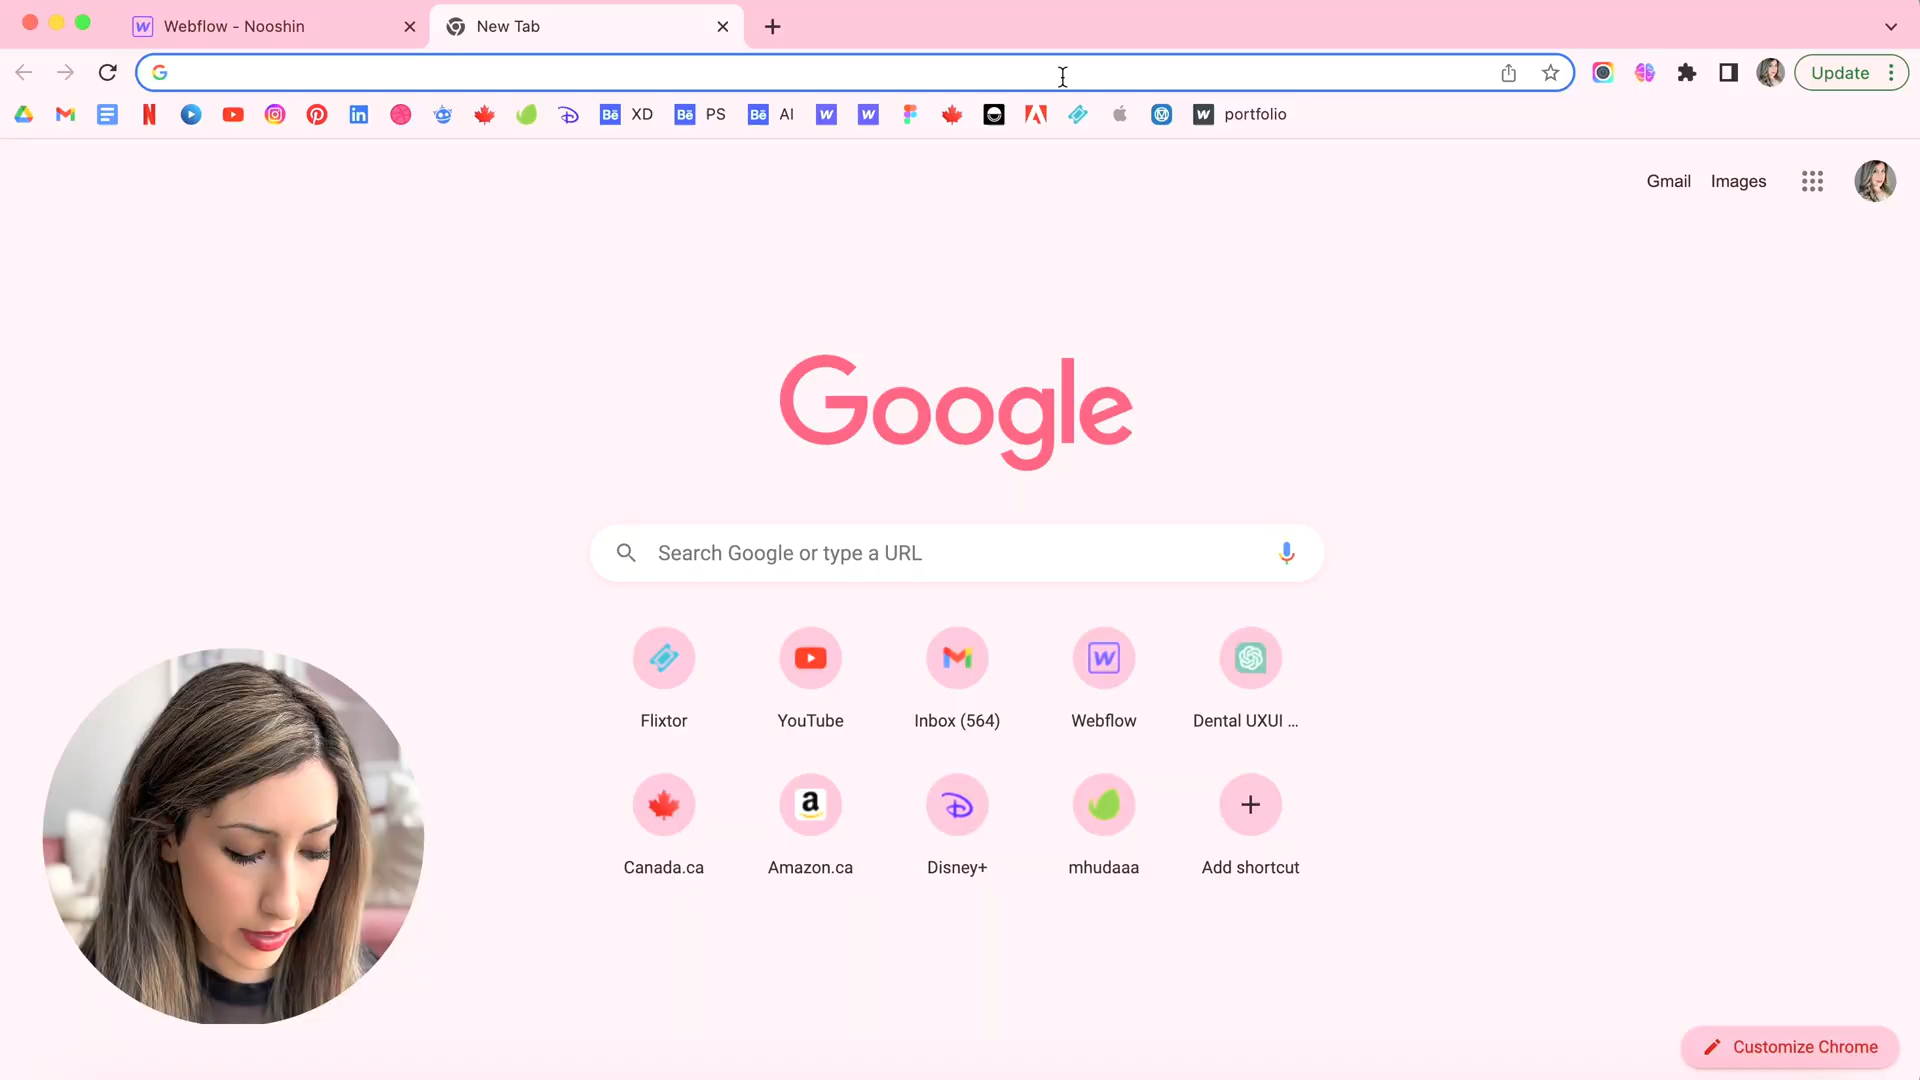 Webflow - Nooshin
New Tab
Update
XD
PS
AI
portfolio
Gmail
Images
Google
Search Google or type a URL
Flixtor
YouTube
Inbox (564)
Webflow
Dental UXUI ...
Canada.ca
Amazon.ca
Disney+
mhudaaa
Add shortcut
Customize Chrome